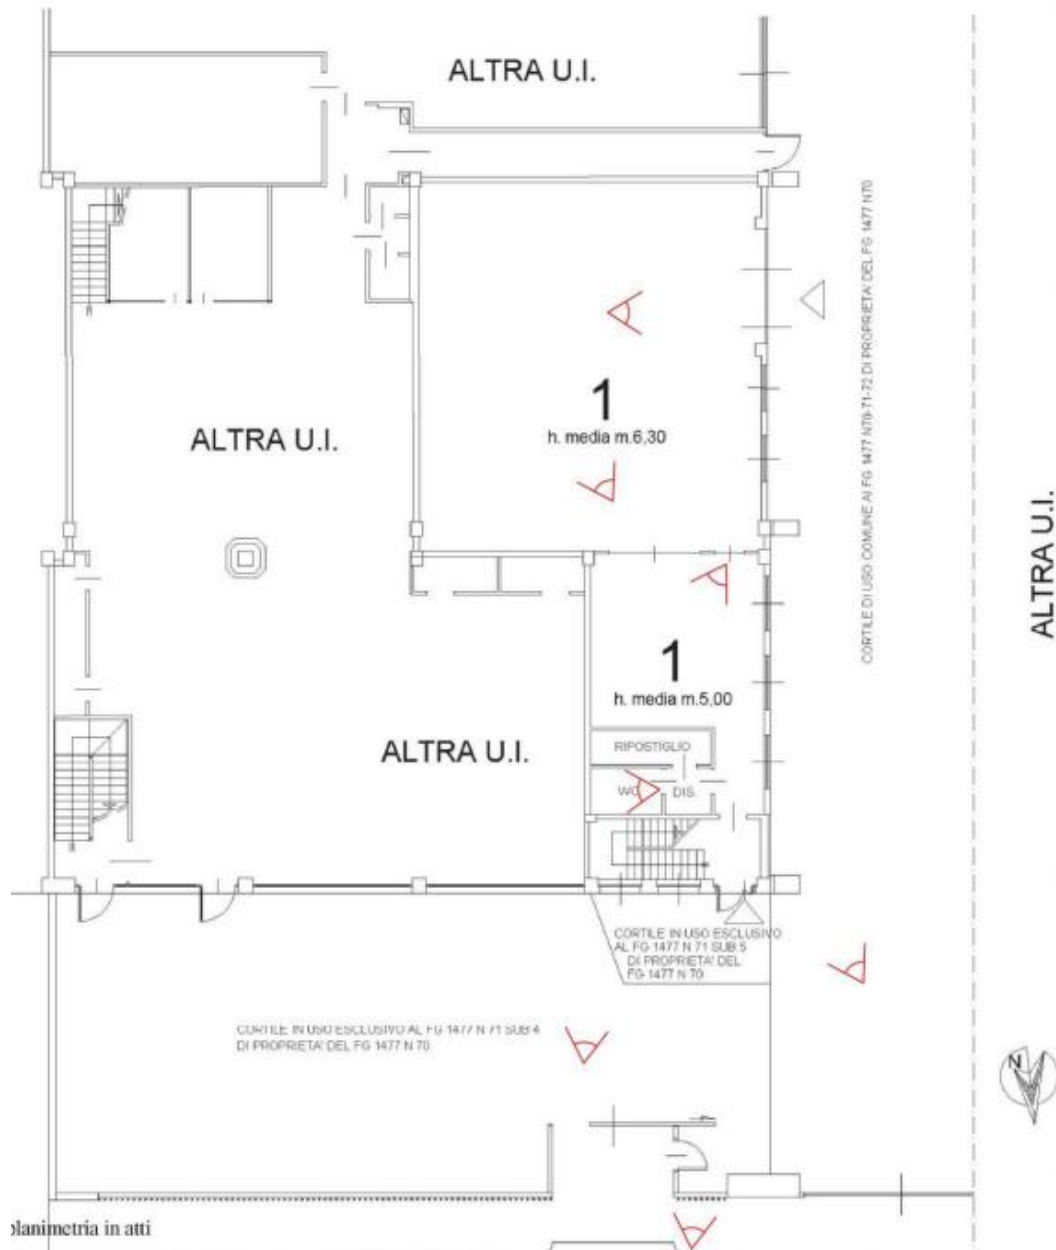 ALTRA U.I.
CORTILE DI USO COMUNE AI FG 1477 N70-71-72 DI PROPRIETA' DEL FG 1477 N70
1
h. media m.6,30
ALTRA U.I.
ALTRA U.I.
1
h. media m.5,00
ALTRA U.I.
RIPOSTIGLIO
WC
DIS.
CORTILE IN USO ESCLUSIVO
AL FG 1477 N 71 SUB 5
DI PROPRIETA' DEL
FG 1477 N 70
CORTILE IN USO ESCLUSIVO AL FG 1477 N 71 SUB 4
DI PROPRIETA' DEL FG 1477 N 70
N
planimetria in atti